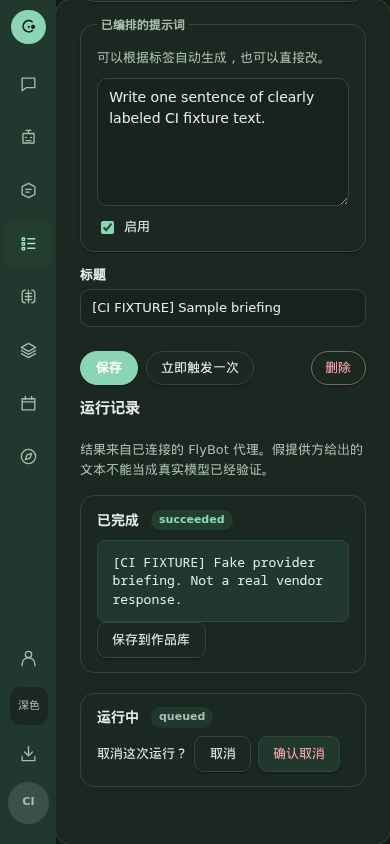 已编排的提示词
可以根据标签自动生成，也可以直接改。
Write one sentence of clearly
labeled CI fixture text.
启用
标题
[CI FIXTURE] Sample briefing
保存
立即触发一次
删除
运行记录
结果来自已连接的 FlyBot 代理。假提供方给出的
文本不能当成真实模型已经验证。
已完成
succeeded
[CI FIXTURE] Fake provider
briefing. Not a real vendor
response.
保存到作品库
运行中
queued
取消这次运行？
取消
确认取消
深色
CI